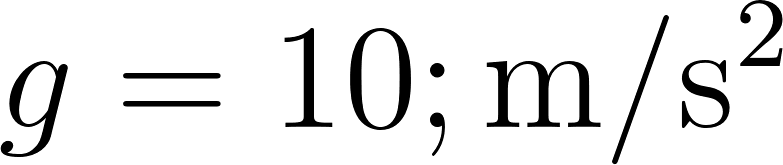 g = 10; m/s²